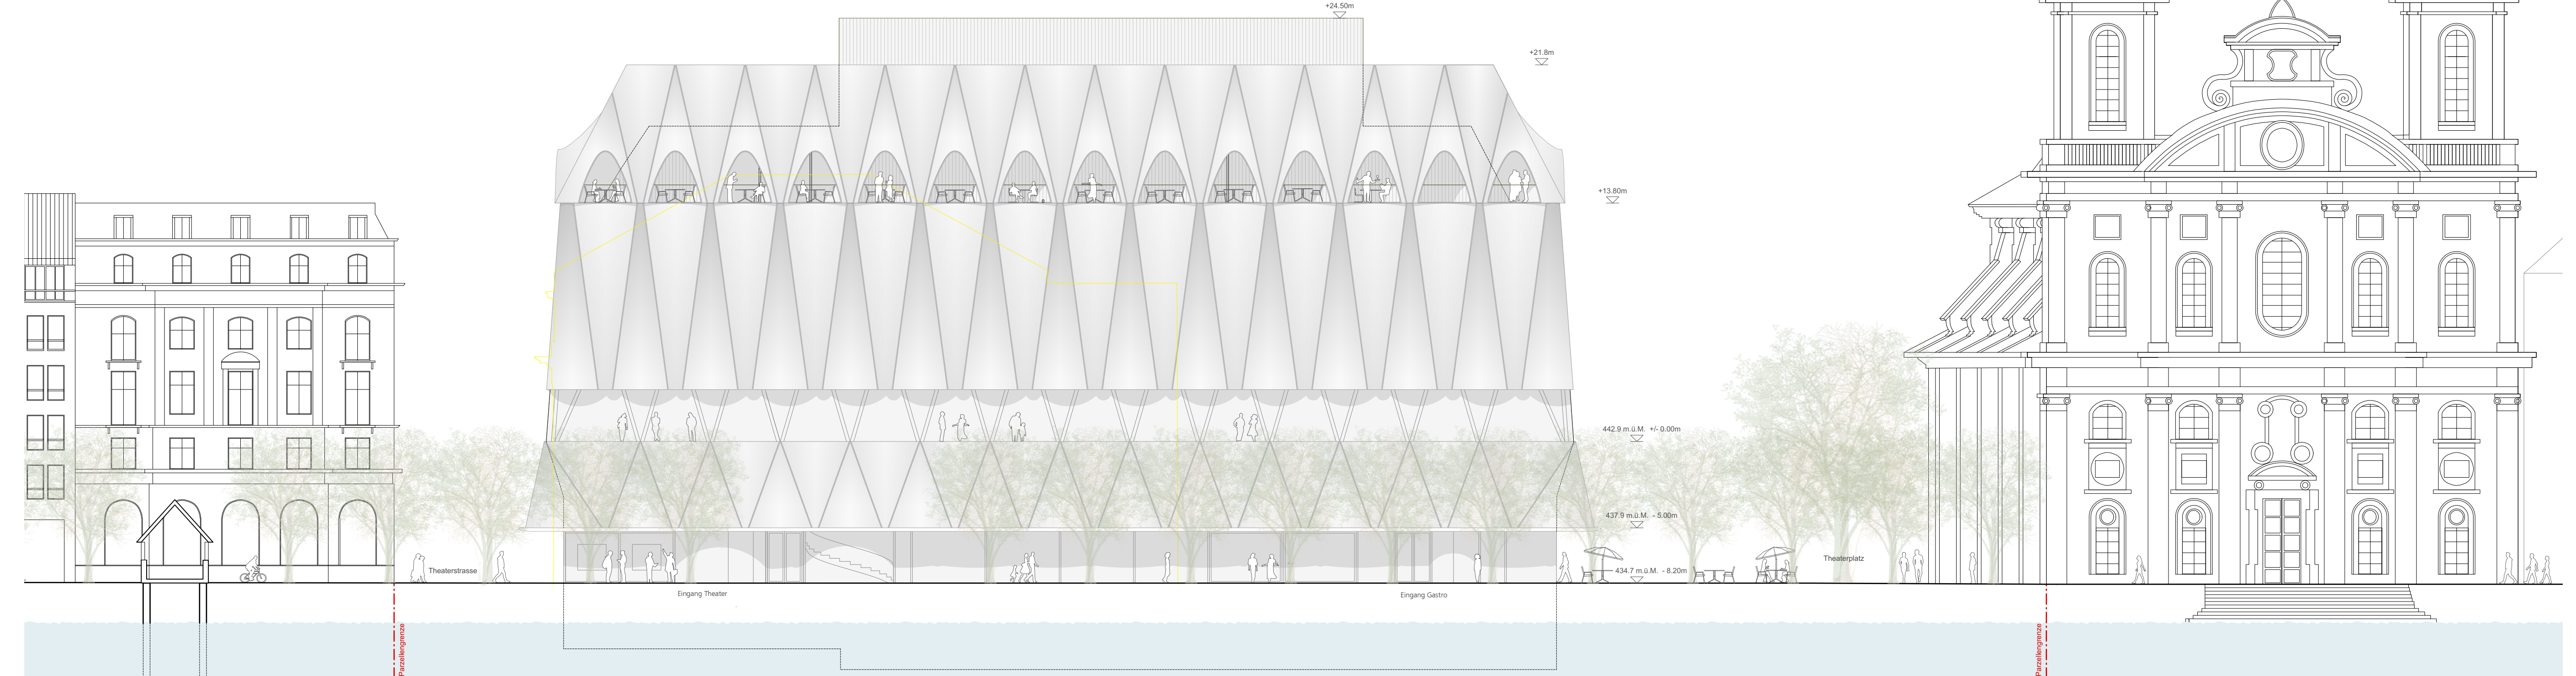 +24.50m
+21.8m
+13.80m
442.9 m.ü.M. +/- 0.00m
437.9 m.ü.M. - 5.00m
Theaterstrasse
Theaterplatz
434.7 m.ü.M. - 8.20m
Eingang Theater
Eingang Gastro
Parzellengrenze
Parzellengrenze